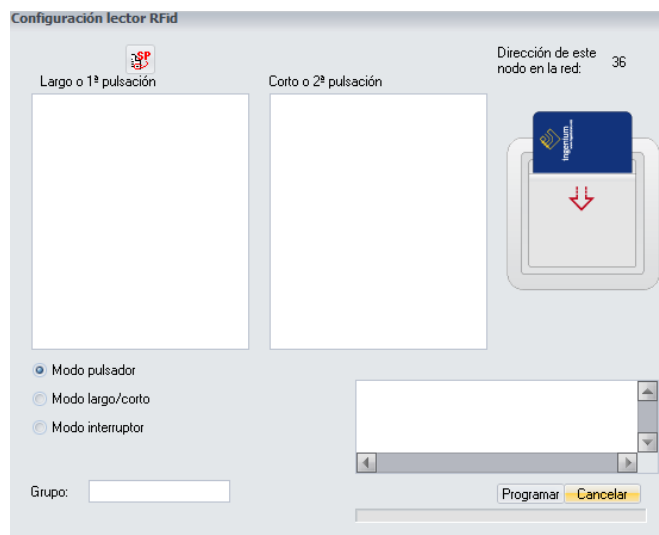 Configuración lector RFid
SP
Largo o 1ª pulsación
Corto o 2ª pulsación
Dirección de este
nodo en la red:
36
Ingenium
Modo pulsador
Modo largo/corto
Modo interruptor
Grupo:
Programar
Cancelar